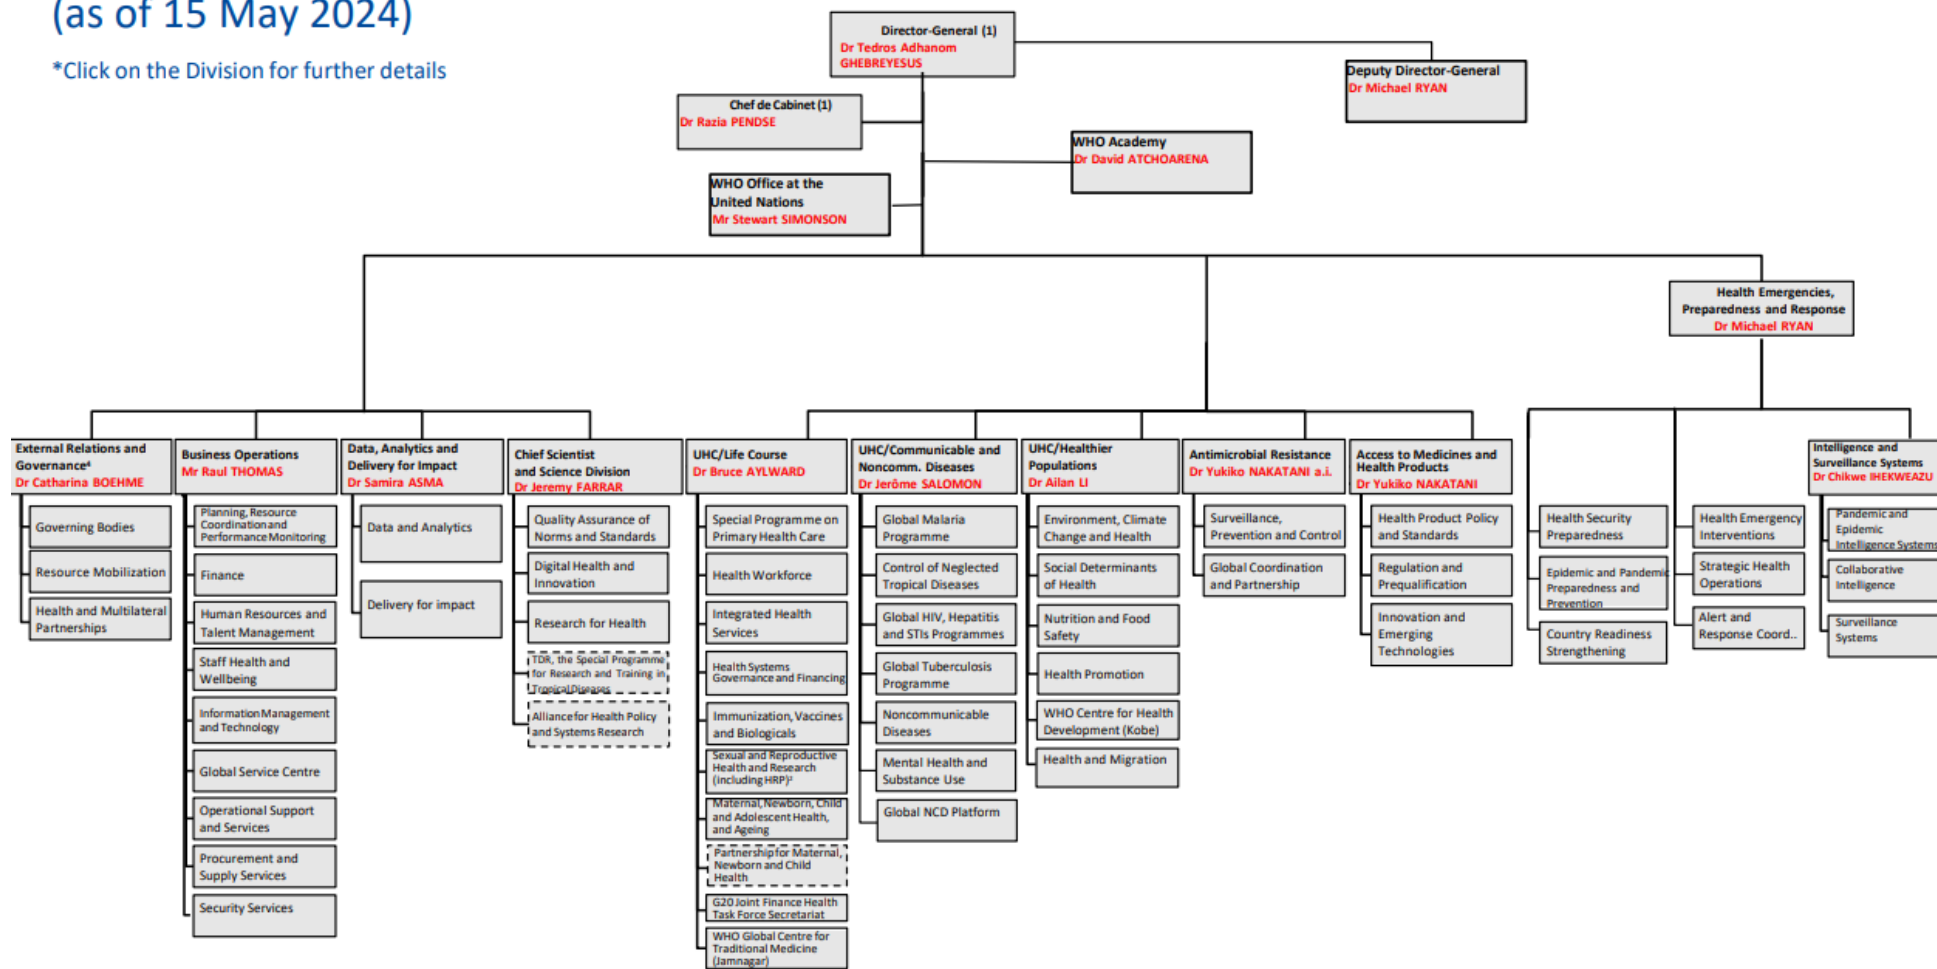 (as of 15 May 2024)
*Click on the Division for further details
Director-General (1)
Dr Tedros Adhanom
GHEBREYESUS
Deputy Director-General
Dr Michael RYAN
Chef de Cabinet (1)
Dr Razia PENDSE
WHO Academy
Dr David ATCHOARENA
WHO Office at the
United Nations
Mr Stewart SIMONSON
Health Emergencies,
Preparedness and Response
Dr Michael RYAN
External Relations and
Governance⁴
Dr Catharina BOEHME
Governing Bodies
Resource Mobilization
Health and Multilateral
Partnerships
Business Operations
Mr Raul THOMAS
Planning, Resource
Coordination and
Performance Monitoring
Finance
Human Resources and
Talent Management
Staff Health and
Wellbeing
Information Management
and Technology
Global Service Centre
Operational Support
and Services
Procurement and
Supply Services
Security Services
Data, Analytics and
Delivery for Impact
Dr Samira ASMA
Data and Analytics
Delivery for impact
Chief Scientist
and Science Division
Dr Jeremy FARRAR
Quality Assurance of
Norms and Standards
Digital Health and
Innovation
Research for Health
TDR, the Special Programme
for Research and Training in
Tropical Diseases
Alliance for Health Policy
and Systems Research
UHC/Life Course
Dr Bruce AYLWARD
Special Programme on
Primary Health Care
Health Workforce
Integrated Health
Services
Health Systems
Governance and Financing
Immunization, Vaccines
and Biologicals
Sexual and Reproductive
Health and Research
(including HRP)²
Maternal, Newborn, Child
and Adolescent Health,
and Ageing
Partnership for Maternal,
Newborn and Child
Health
G20 Joint Finance Health
Task Force Secretariat
WHO Global Centre for
Traditional Medicine
(Jamnagar)
UHC/Communicable and
Noncomm. Diseases
Dr Jerôme SALOMON
Global Malaria
Programme
Control of Neglected
Tropical Diseases
Global HIV, Hepatitis
and STIs Programmes
Global Tuberculosis
Programme
Noncommunicable
Diseases
Mental Health and
Substance Use
Global NCD Platform
UHC/Healthier
Populations
Dr Ailan LI
Environment, Climate
Change and Health
Social Determinants
of Health
Nutrition and Food
Safety
Health Promotion
WHO Centre for Health
Development (Kobe)
Health and Migration
Antimicrobial Resistance
Dr Yukiko NAKATANI a.i.
Surveillance,
Prevention and Control
Global Coordination
and Partnership
Access to Medicines and
Health Products
Dr Yukiko NAKATANI
Health Product Policy
and Standards
Regulation and
Prequalification
Innovation and
Emerging
Technologies
Health Security
Preparedness
Epidemic and Pandemic
Preparedness and
Prevention
Country Readiness
Strengthening
Health Emergency
Interventions
Strategic Health
Operations
Alert and
Response Coord..
Intelligence and
Surveillance Systems
Dr Chikwe IHEKWEAZU
Pandemic and
Epidemic
Intelligence Systems
Collaborative
Intelligence
Surveillance
Systems